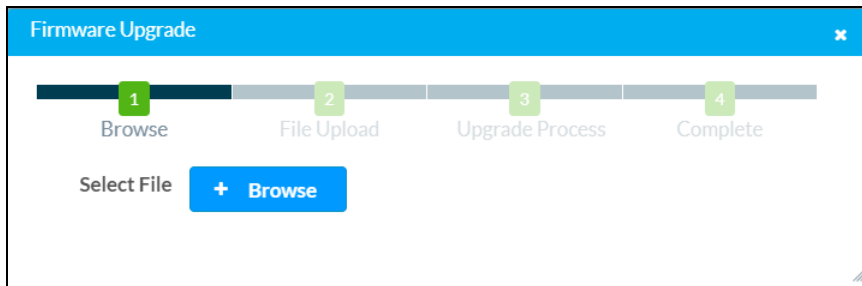 Firmware Upgrade
1 2 3 4
Browse File Upload Upgrade Process Complete
Select File + Browse